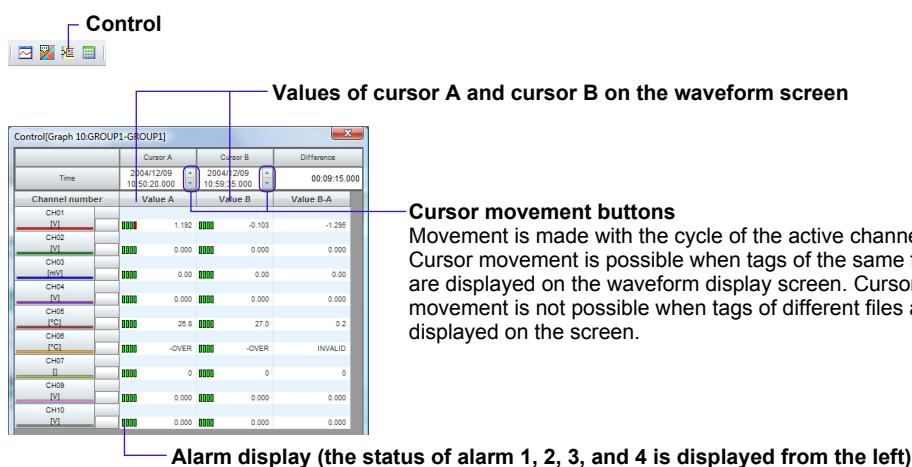 Control
Values of cursor A and cursor B on the waveform screen
Control[Graph 10:GROUP1-GROUP1]
Cursor A Cursor B Difference
Time 2004/12/09 10:50:20.000 2004/12/09 10:59:35.000 00:09:15.000
Channel number Value A Value B Value B-A
CH01
[V] 1.192 -0.103 -1.295
CH02
[V] 0.000 0.000 0.000
CH03
[mV] 0.00 0.00 0.00
CH04
[V] 0.000 0.000 0.000
CH05
[°C] 26.8 27.0 0.2
CH06
[°C] -OVER -OVER INVALID
CH07
[] 0 0 0
CH09
[V] 0.000 0.000 0.000
CH10
[V] 0.000 0.000 0.000
Cursor movement buttons
Movement is made with the cycle of the active channe
Cursor movement is possible when tags of the same
are displayed on the waveform display screen. Cursor
movement is not possible when tags of different files a
displayed on the screen.
Alarm display (the status of alarm 1, 2, 3, and 4 is displayed from the left)